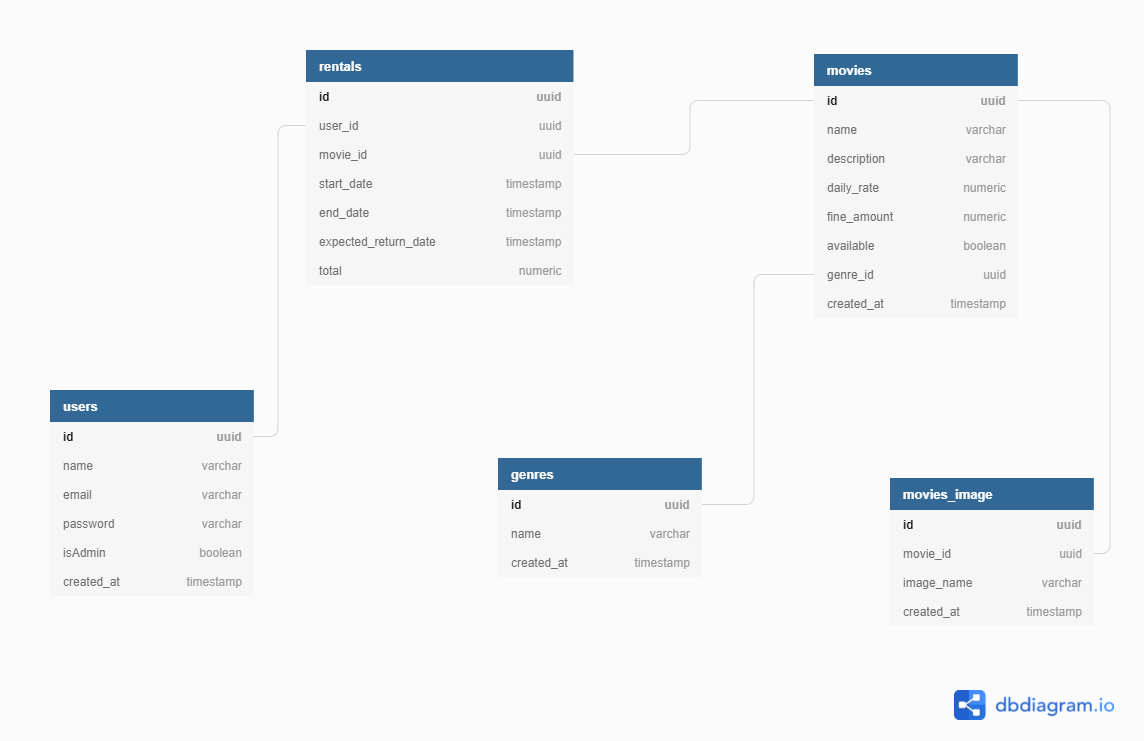 rentals
id uuid
user_id uuid
movie_id uuid
start_date timestamp
end_date timestamp
expected_return_date timestamp
total numeric
movies
id uuid
name varchar
description varchar
daily_rate numeric
fine_amount numeric
available boolean
genre_id uuid
created_at timestamp
users
id uuid
name varchar
email varchar
password varchar
isAdmin boolean
created_at timestamp
genres
id uuid
name varchar
created_at timestamp
movies_image
id uuid
movie_id uuid
image_name varchar
created_at timestamp
dbdiagram.io